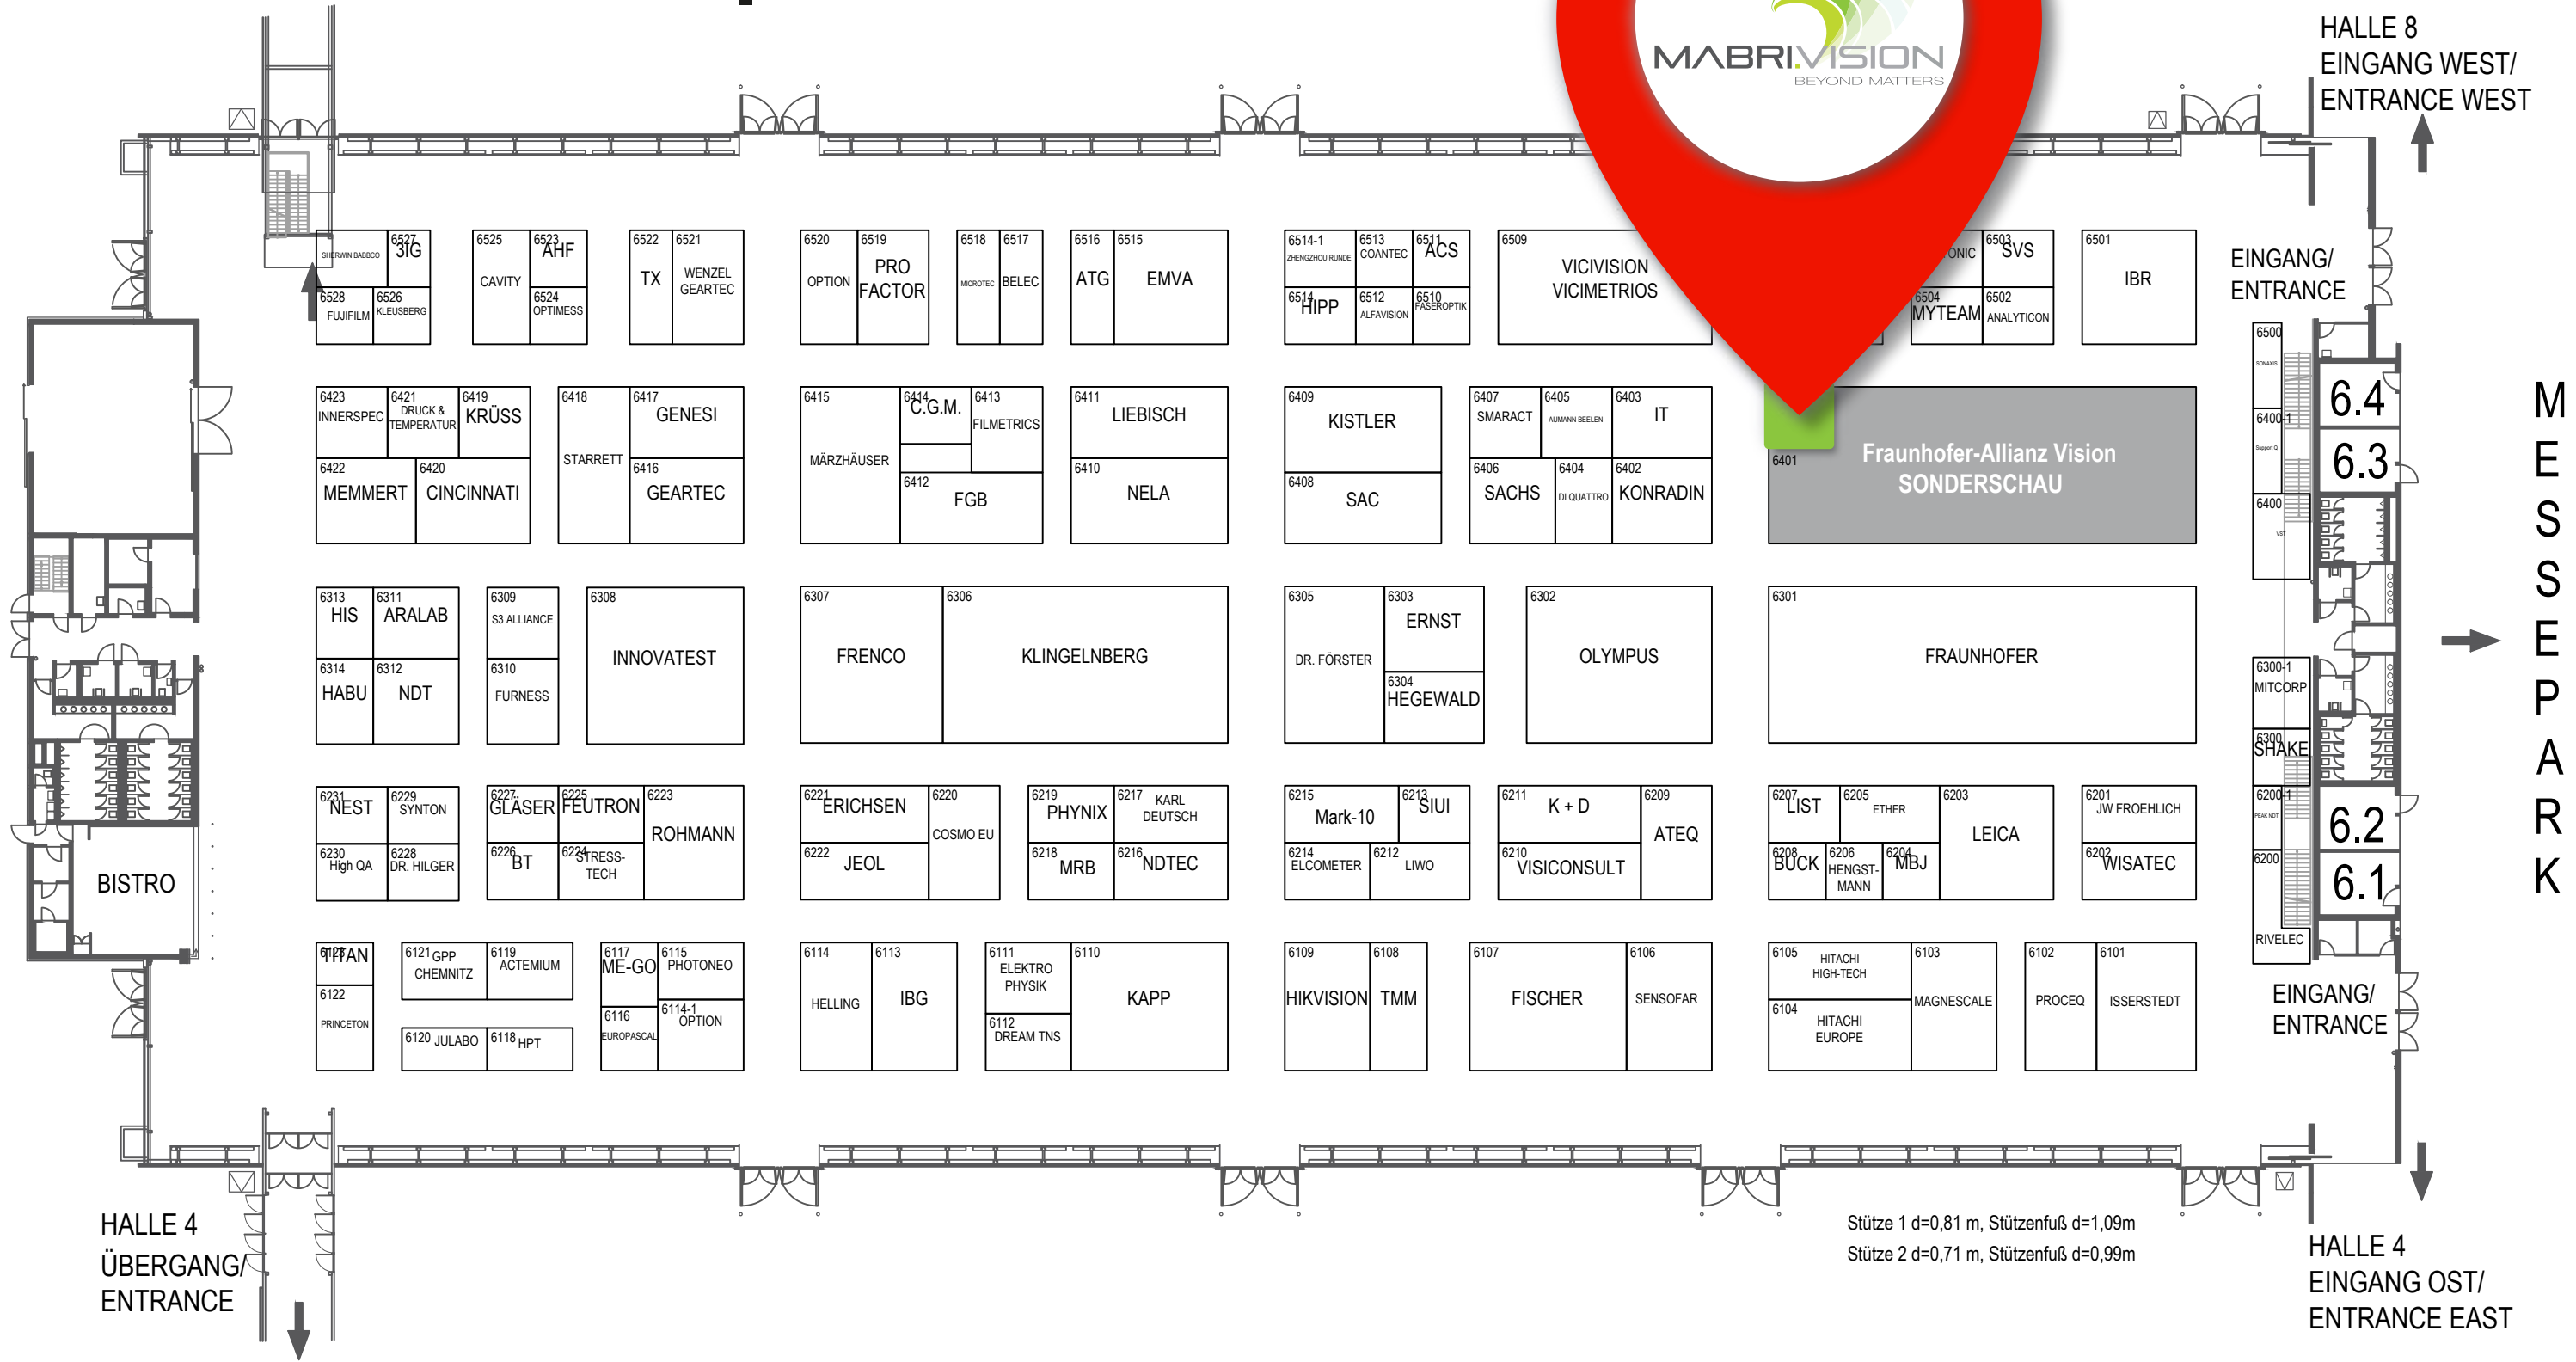 MABRI.VISION
BEYOND MATTERS
HALLE 8
EINGANG WEST/
ENTRANCE WEST
6527
3IG
SHERWIN BABBCO
6528
FUJIFILM
6526
KLEUSBERG
6525
CAVITY
6523
AHF
6524
OPTIMESS
6522
TX
6521
WENZEL
GEARTEC
6520
OPTION
6519
PRO
FACTOR
6518
MICROTEC
6517
BELEC
6516
ATG
6515
EMVA
6514-1
ZHENGZHOU RUNDE
6513
COANTEC
6511
ACS
6514
HIPP
6512
ALFAVISION
6510
FASEROPTIK
6509
VICIVISION
VICIMETRIOS
ONIC
6503
SVS
6504
MYTEAM
6502
ANALYTICON
6501
IBR
EINGANG/
ENTRANCE
6500
SONAXIS
6400-1
Support Q
6400
VST
6.4
6.3
MESSEPARK
6423
INNERSPEC
6421
DRUCK &
TEMPERATUR
6419
KRÜSS
6422
MEMMERT
6420
CINCINNATI
6418
STARRETT
6417
GENESI
6416
GEARTEC
6415
MÄRZHÄUSER
6414
C.G.M.
6413
FILMETRICS
6412
FGB
6411
LIEBISCH
6410
NELA
6409
KISTLER
6408
SAC
6407
SMARACT
6405
AUMANN BEELEN
6403
IT
6406
SACHS
6404
DI QUATTRO
6402
KONRADIN
6401
Fraunhofer-Allianz Vision
SONDERSCHAU
6313
HIS
6311
ARALAB
6314
HABU
6312
NDT
6309
S3 ALLIANCE
6310
FURNESS
6308
INNOVATEST
6307
FRENCO
6306
KLINGELNBERG
6305
DR. FÖRSTER
6303
ERNST
6304
HEGEWALD
6302
OLYMPUS
6301
FRAUNHOFER
6300-1
MITCORP
6300
SHAKE
6200-1
PEAK NDT
6200
RIVELEC
6.2
6.1
BISTRO
6231
NEST
6229
SYNTON
6230
High QA
6228
DR. HILGER
6227
GLÄSER
6225
FEUTRON
6226
BT
6224
STRESS-
TECH
6223
ROHMANN
6221
ERICHSEN
6222
JEOL
6220
COSMO EU
6219
PHYNIX
6217
KARL
DEUTSCH
6218
MRB
6216
NDTEC
6215
Mark-10
6213
SIUI
6214
ELCOMETER
6212
LIWO
6211
K + D
6210
VISICONSULT
6209
ATEQ
6207
LIST
6205
ETHER
6208
BUCK
6206
HENGST-
MANN
6204
MBJ
6203
LEICA
6201
JW FROEHLICH
6202
WISATEC
6123
TITAN
6122
PRINCETON
6121 GPP
CHEMNITZ
6119
ACTEMIUM
6120 JULABO
6118 HPT
6117
ME-GO
6115
PHOTONEO
6116
EUROPASCAL
6114-1
OPTION
6114
HELLING
6113
IBG
6111
ELEKTRO
PHYSIK
6112
DREAM TNS
6110
KAPP
6109
HIKVISION
6108
TMM
6107
FISCHER
6106
SENSOFAR
6105
HITACHI
HIGH-TECH
6104
HITACHI
EUROPE
6103
MAGNESCALE
6102
PROCEQ
6101
ISSERSTEDT
EINGANG/
ENTRANCE
HALLE 4
ÜBERGANG/
ENTRANCE
Stütze 1 d=0,81 m, Stützenfuß d=1,09m
Stütze 2 d=0,71 m, Stützenfuß d=0,99m
HALLE 4
EINGANG OST/
ENTRANCE EAST